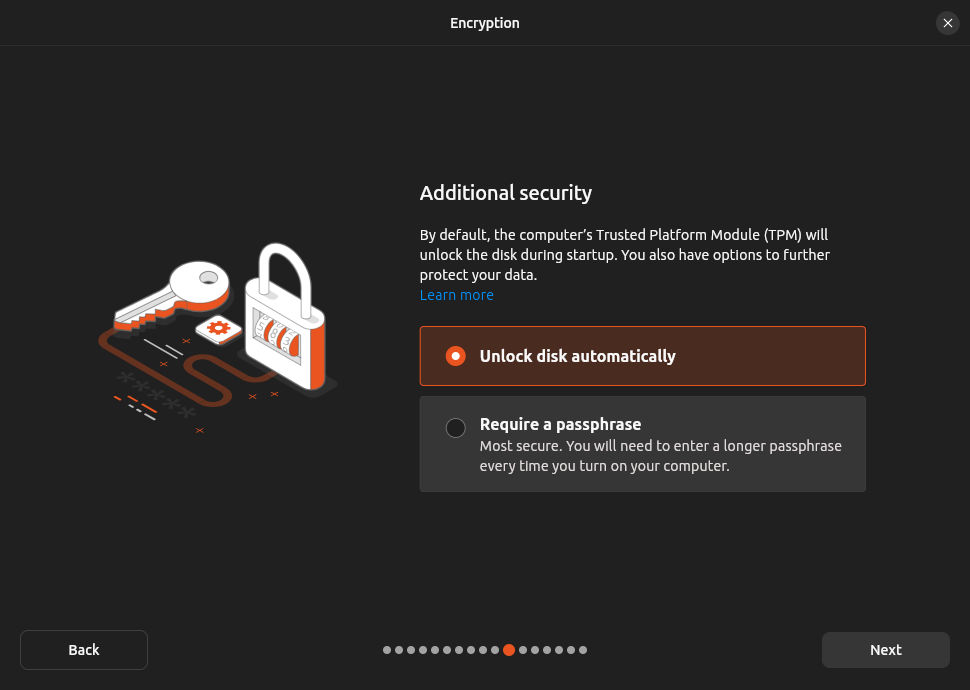 Encryption
Additional security
By default, the computer's Trusted Platform Module (TPM) will
unlock the disk during startup. You also have options to further
protect your data.
Learn more
Unlock disk automatically
Require a passphrase
Most secure. You will need to enter a longer passphrase
every time you turn on your computer.
Back
Next